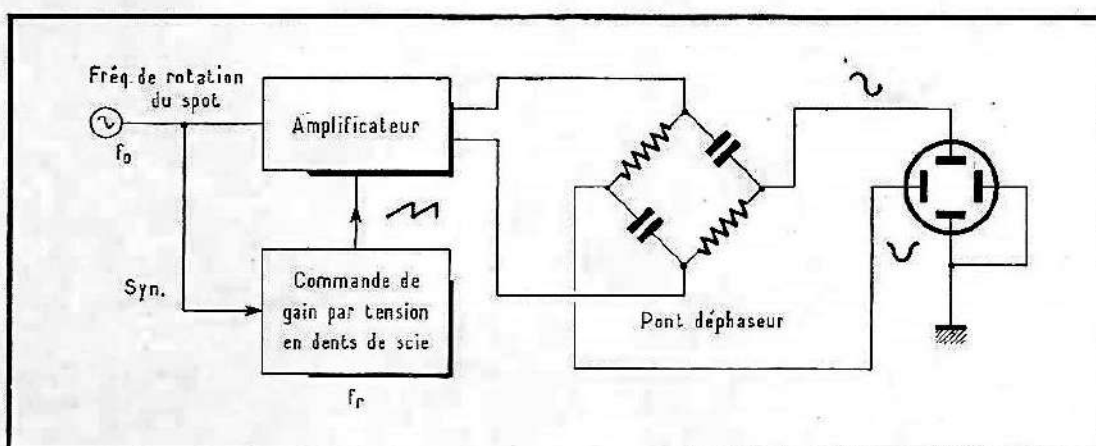 Fréq. de rotation
du spot
f₀
Amplificateur
Syn.
Commande de
gain par tension
en dents de scie
fᵣ
Pont déphaseur